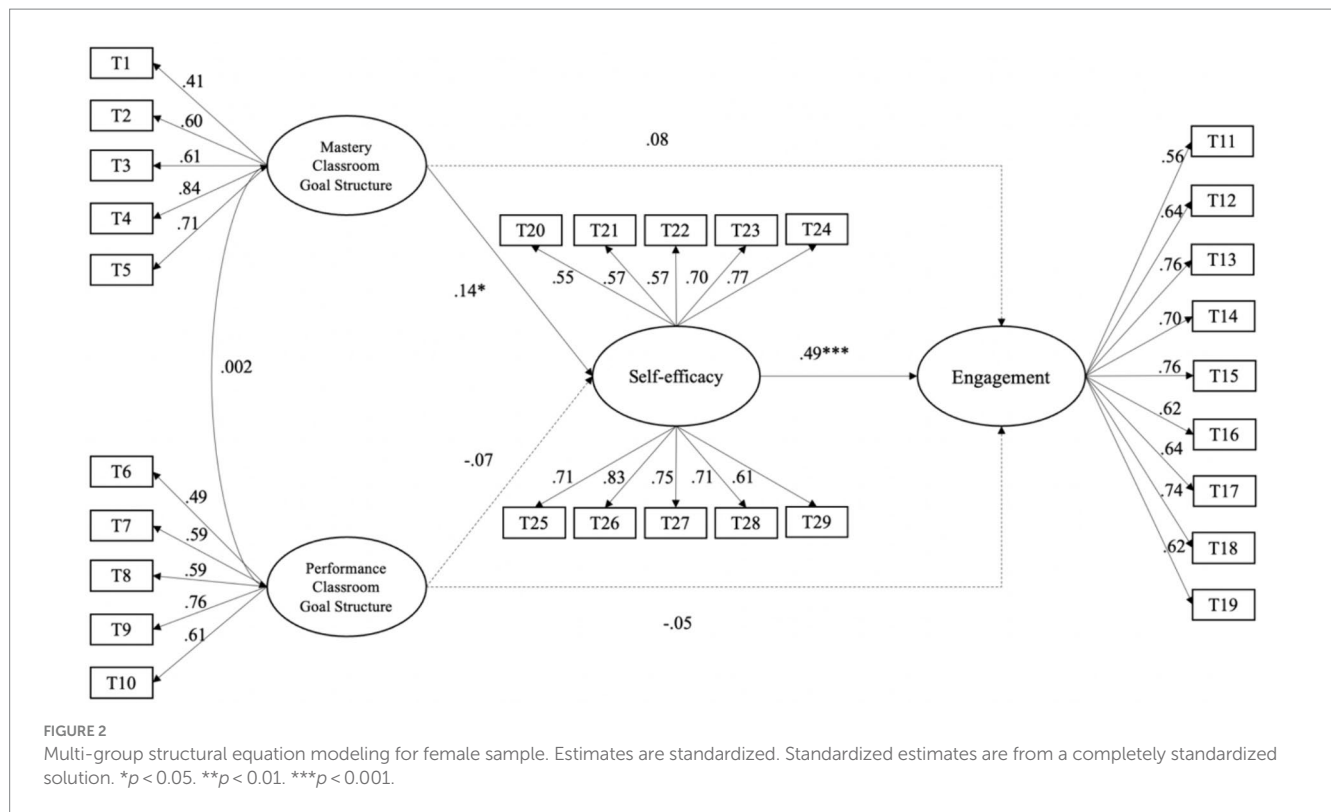 T1
.41
T2
.60
T3
.61
T4
.84
T5
.71
Mastery
Classroom
Goal Structure
.08
T11
.56
T12
.64
T13
.76
T14
.70
T15
.76
T16
.62
T17
.64
T18
.74
T19
.62
T20
T21
T22
T23
T24
.55
.57
.57
.70
.77
.14*
.002
Self-efficacy
.49***
Engagement
-.07
.71
.83
.75
.71
.61
T25
T26
T27
T28
T29
T6
.49
T7
.59
T8
.59
T9
.76
T10
.61
Performance
Classroom
Goal Structure
-.05
FIGURE 2
Multi-group structural equation modeling for female sample. Estimates are standardized. Standardized estimates are from a completely standardized
solution. *p < 0.05. **p < 0.01. ***p < 0.001.